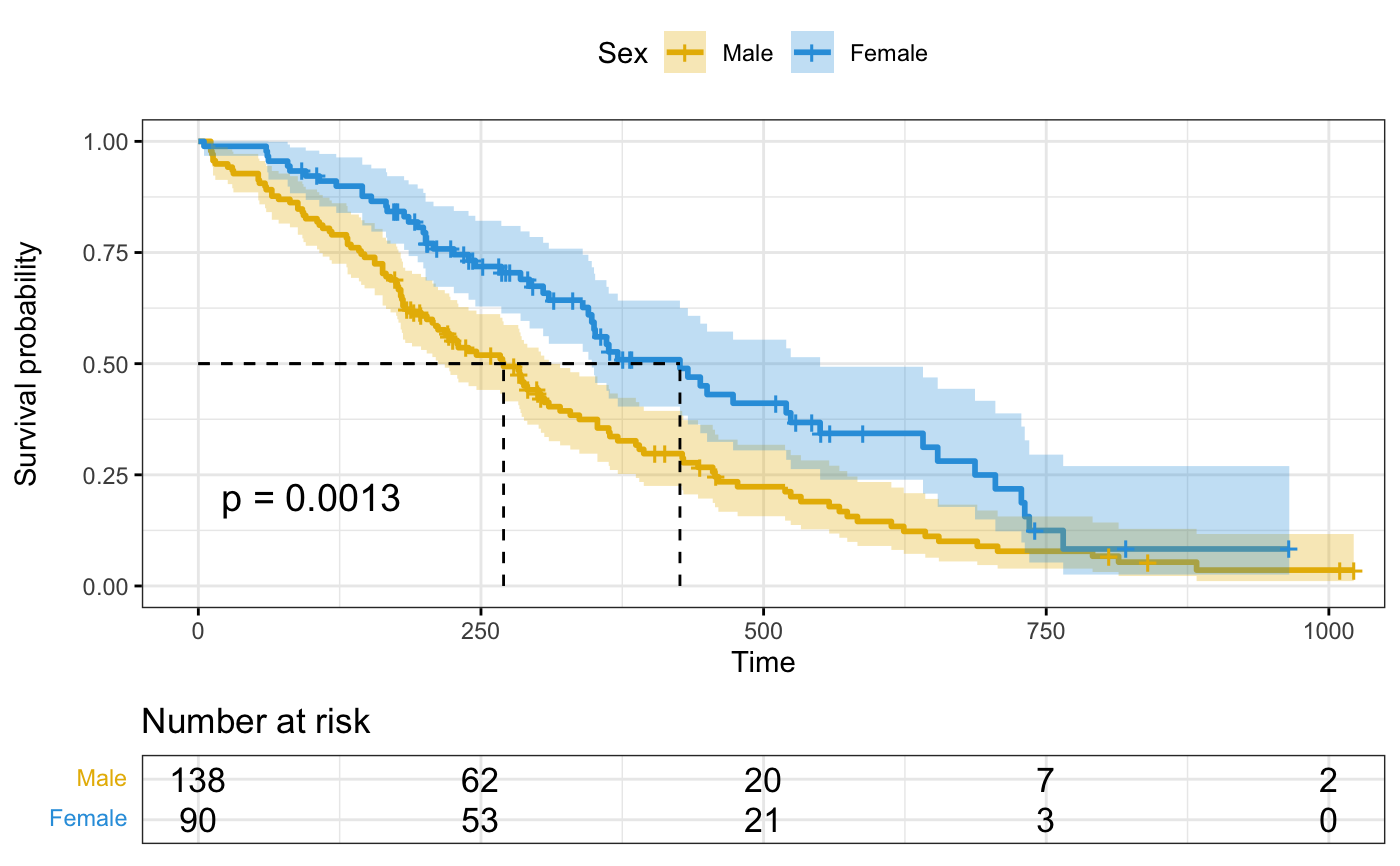 Sex Male Female
Survival probability
1.00
0.75
0.50
0.25
0.00
p = 0.0013
0 250 500 750 1000
Time
Number at risk
Male 138 62 20 7 2
Female 90 53 21 3 0